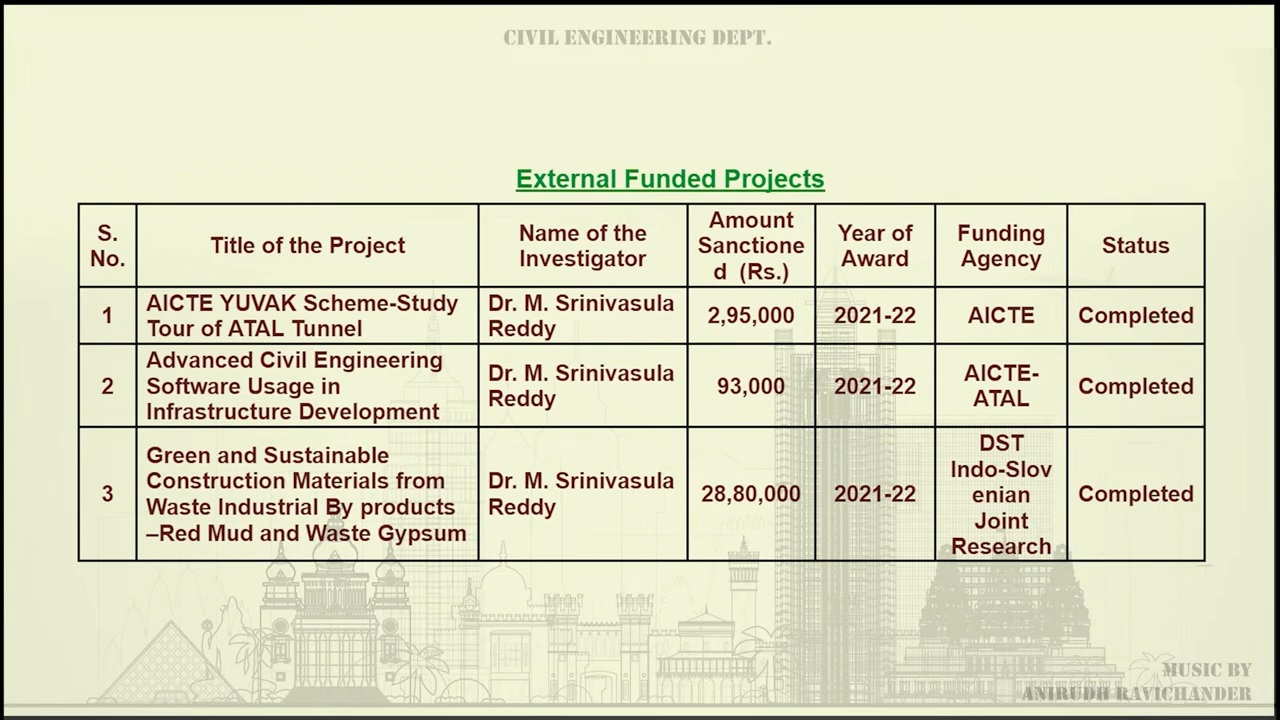 CIVIL ENGINEERING DEPT.
External Funded Projects
S.
No.
Title of the Project
Name of the
Investigator
Amount
Sanctione
d (Rs.)
Year of
Award
Funding
Agency
Status
1
AICTE YUVAK Scheme-Study
Tour of ATAL Tunnel
Dr. M. Srinivasula
Reddy
2,95,000
2021-22
AICTE
Completed
2
Advanced Civil Engineering
Software Usage in
Infrastructure Development
Dr. M. Srinivasula
Reddy
93,000
2021-22
AICTE-
ATAL
Completed
3
Green and Sustainable
Construction Materials from
Waste Industrial By products
–Red Mud and Waste Gypsum
Dr. M. Srinivasula
Reddy
28,80,000
2021-22
DST
Indo-Slov
enian
Joint
Research
Completed
MUSIC BY
ANIRUDH RAVICHANDER